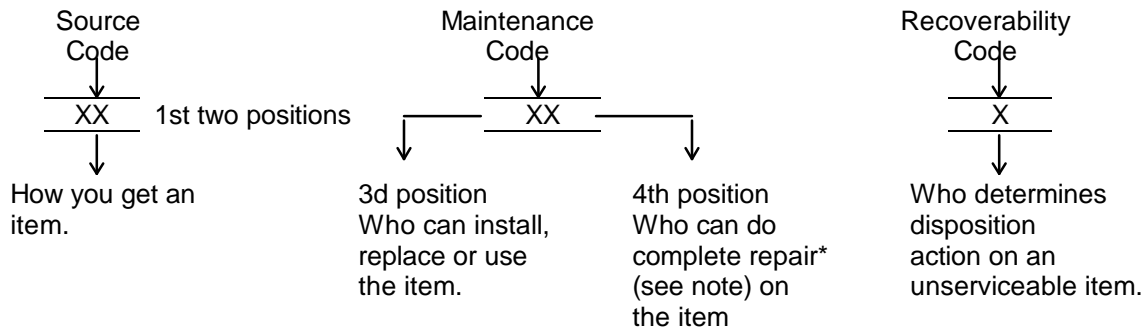 Source
Code
XX 1st two positions
How you get an
item.
Maintenance
Code
XX
3d position
Who can install,
replace or use
the item.
4th position
Who can do
complete repair*
(see note) on
the item
Recoverability
Code
X
Who determines
disposition
action on an
unserviceable item.